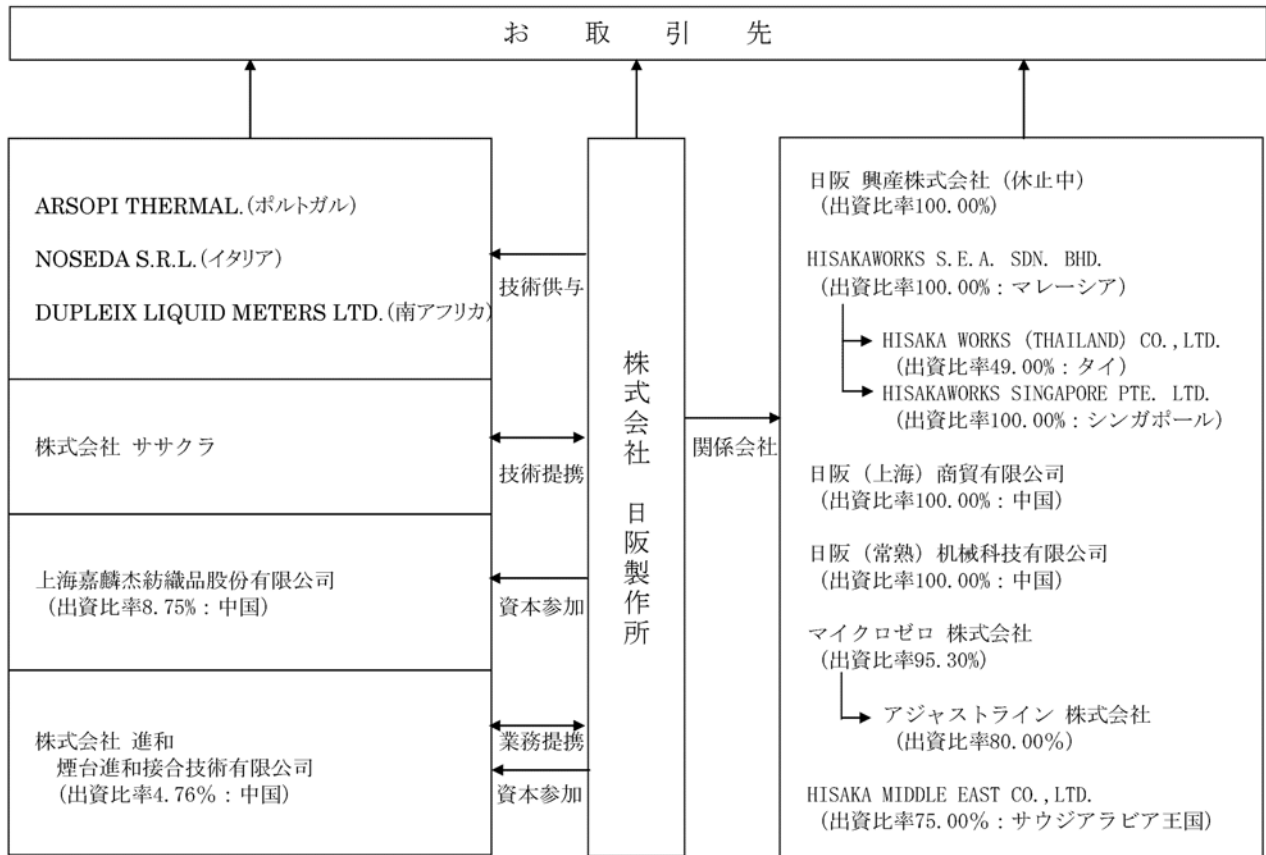 お取引先
ARSOPI THERMAL.(ポルトガル)
NOSEDA S.R.L.(イタリア)
DUPLEIX LIQUID METERS LTD.(南アフリカ)
技術供与
株式会社 ササクラ
技術提携
上海嘉麟杰紡織品股份有限公司
(出資比率8.75%:中国)
資本参加
株式会社 進和
煙台進和接合技術有限公司
(出資比率4.76%:中国)
業務提携
資本参加
株式会社 日阪製作所
関係会社
日阪 興産株式会社 (休止中)
(出資比率100.00%)
HISAKAWORKS S.E.A. SDN. BHD.
(出資比率100.00%:マレーシア)
HISAKA WORKS (THAILAND) CO.,LTD.
(出資比率49.00%:タイ)
HISAKAWORKS SINGAPORE PTE. LTD.
(出資比率100.00%:シンガポール)
日阪(上海)商貿有限公司
(出資比率100.00%:中国)
日阪(常熟)机械科技有限公司
(出資比率100.00%:中国)
マイクロゼロ 株式会社
(出資比率95.30%)
アジャストライン 株式会社
(出資比率80.00%)
HISAKA MIDDLE EAST CO.,LTD.
(出資比率75.00%:サウジアラビア王国)